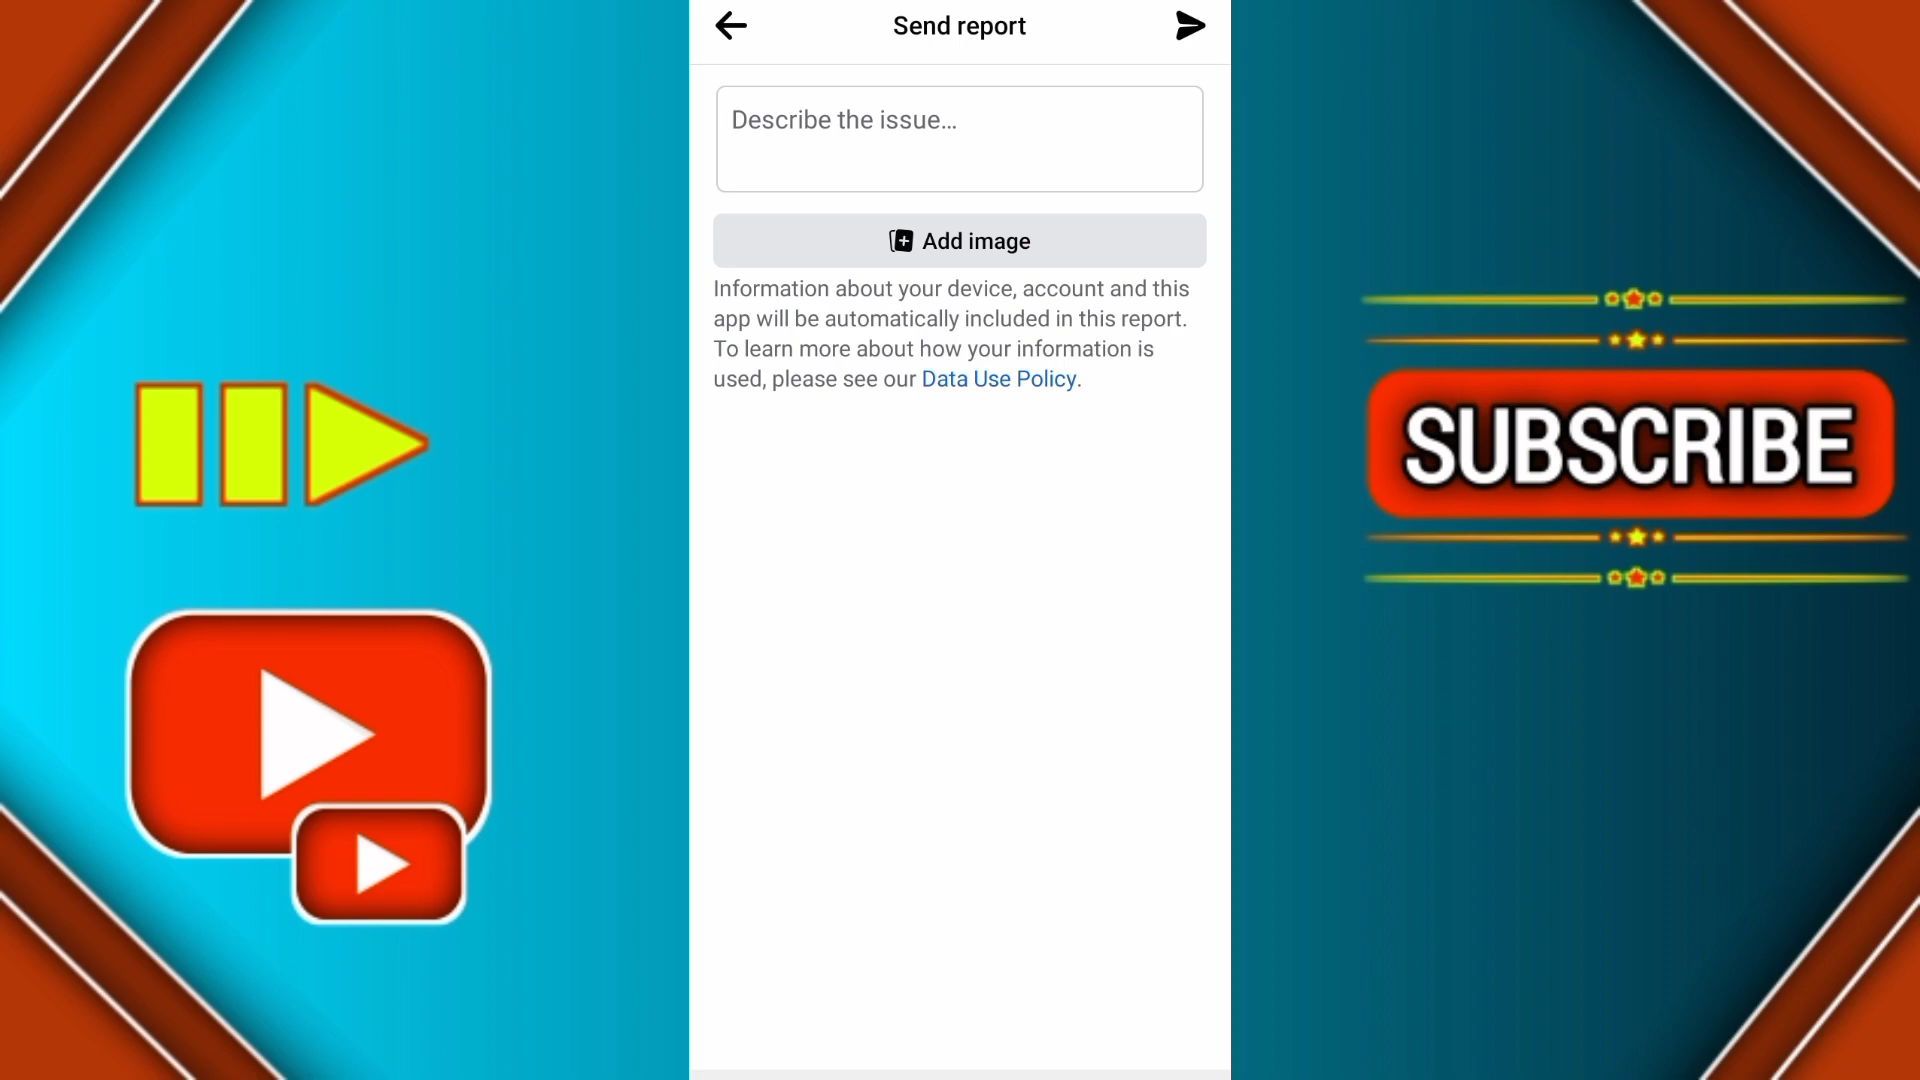 Send report
Describe the issue…
Add image
Information about your device, account and this
app will be automatically included in this report.
To learn more about how your information is
used, please see our Data Use Policy.
SUBSCRIBE